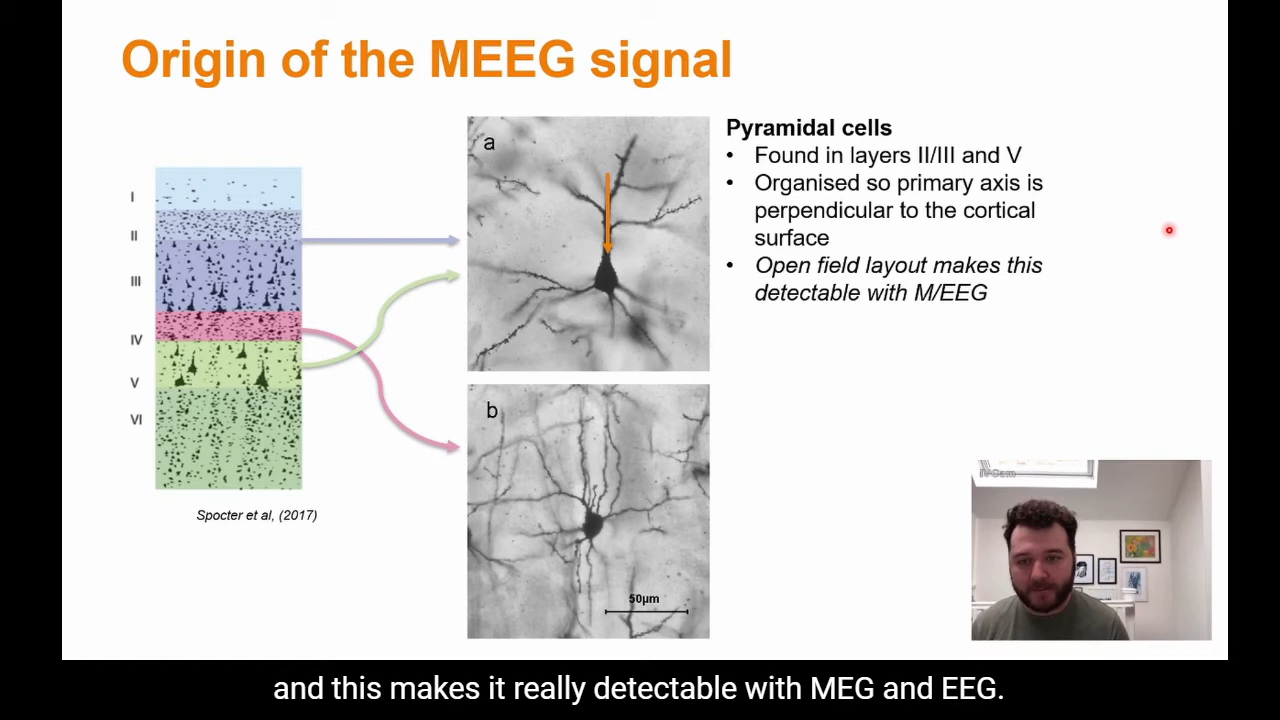 Origin of the MEEG signal
I
II
III
IV
V
VI
Spocter et al, (2017)
a
b
50µm
Pyramidal cells
• Found in layers II/III and V
• Organised so primary axis is
perpendicular to the cortical
surface
• Open field layout makes this
detectable with M/EEG
and this makes it really detectable with MEG and EEG.